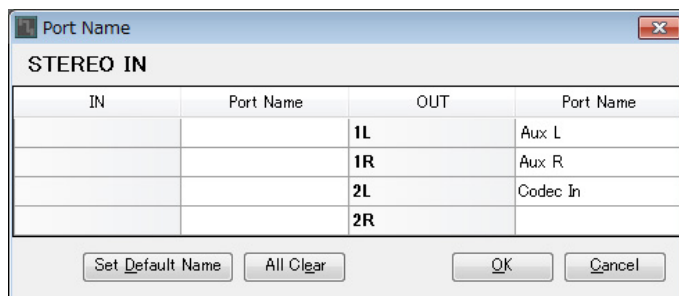 Port Name
STEREO IN
IN Port Name OUT Port Name
1L Aux L
1R Aux R
2L Codec In
2R
Set Default Name All Clear OK Cancel